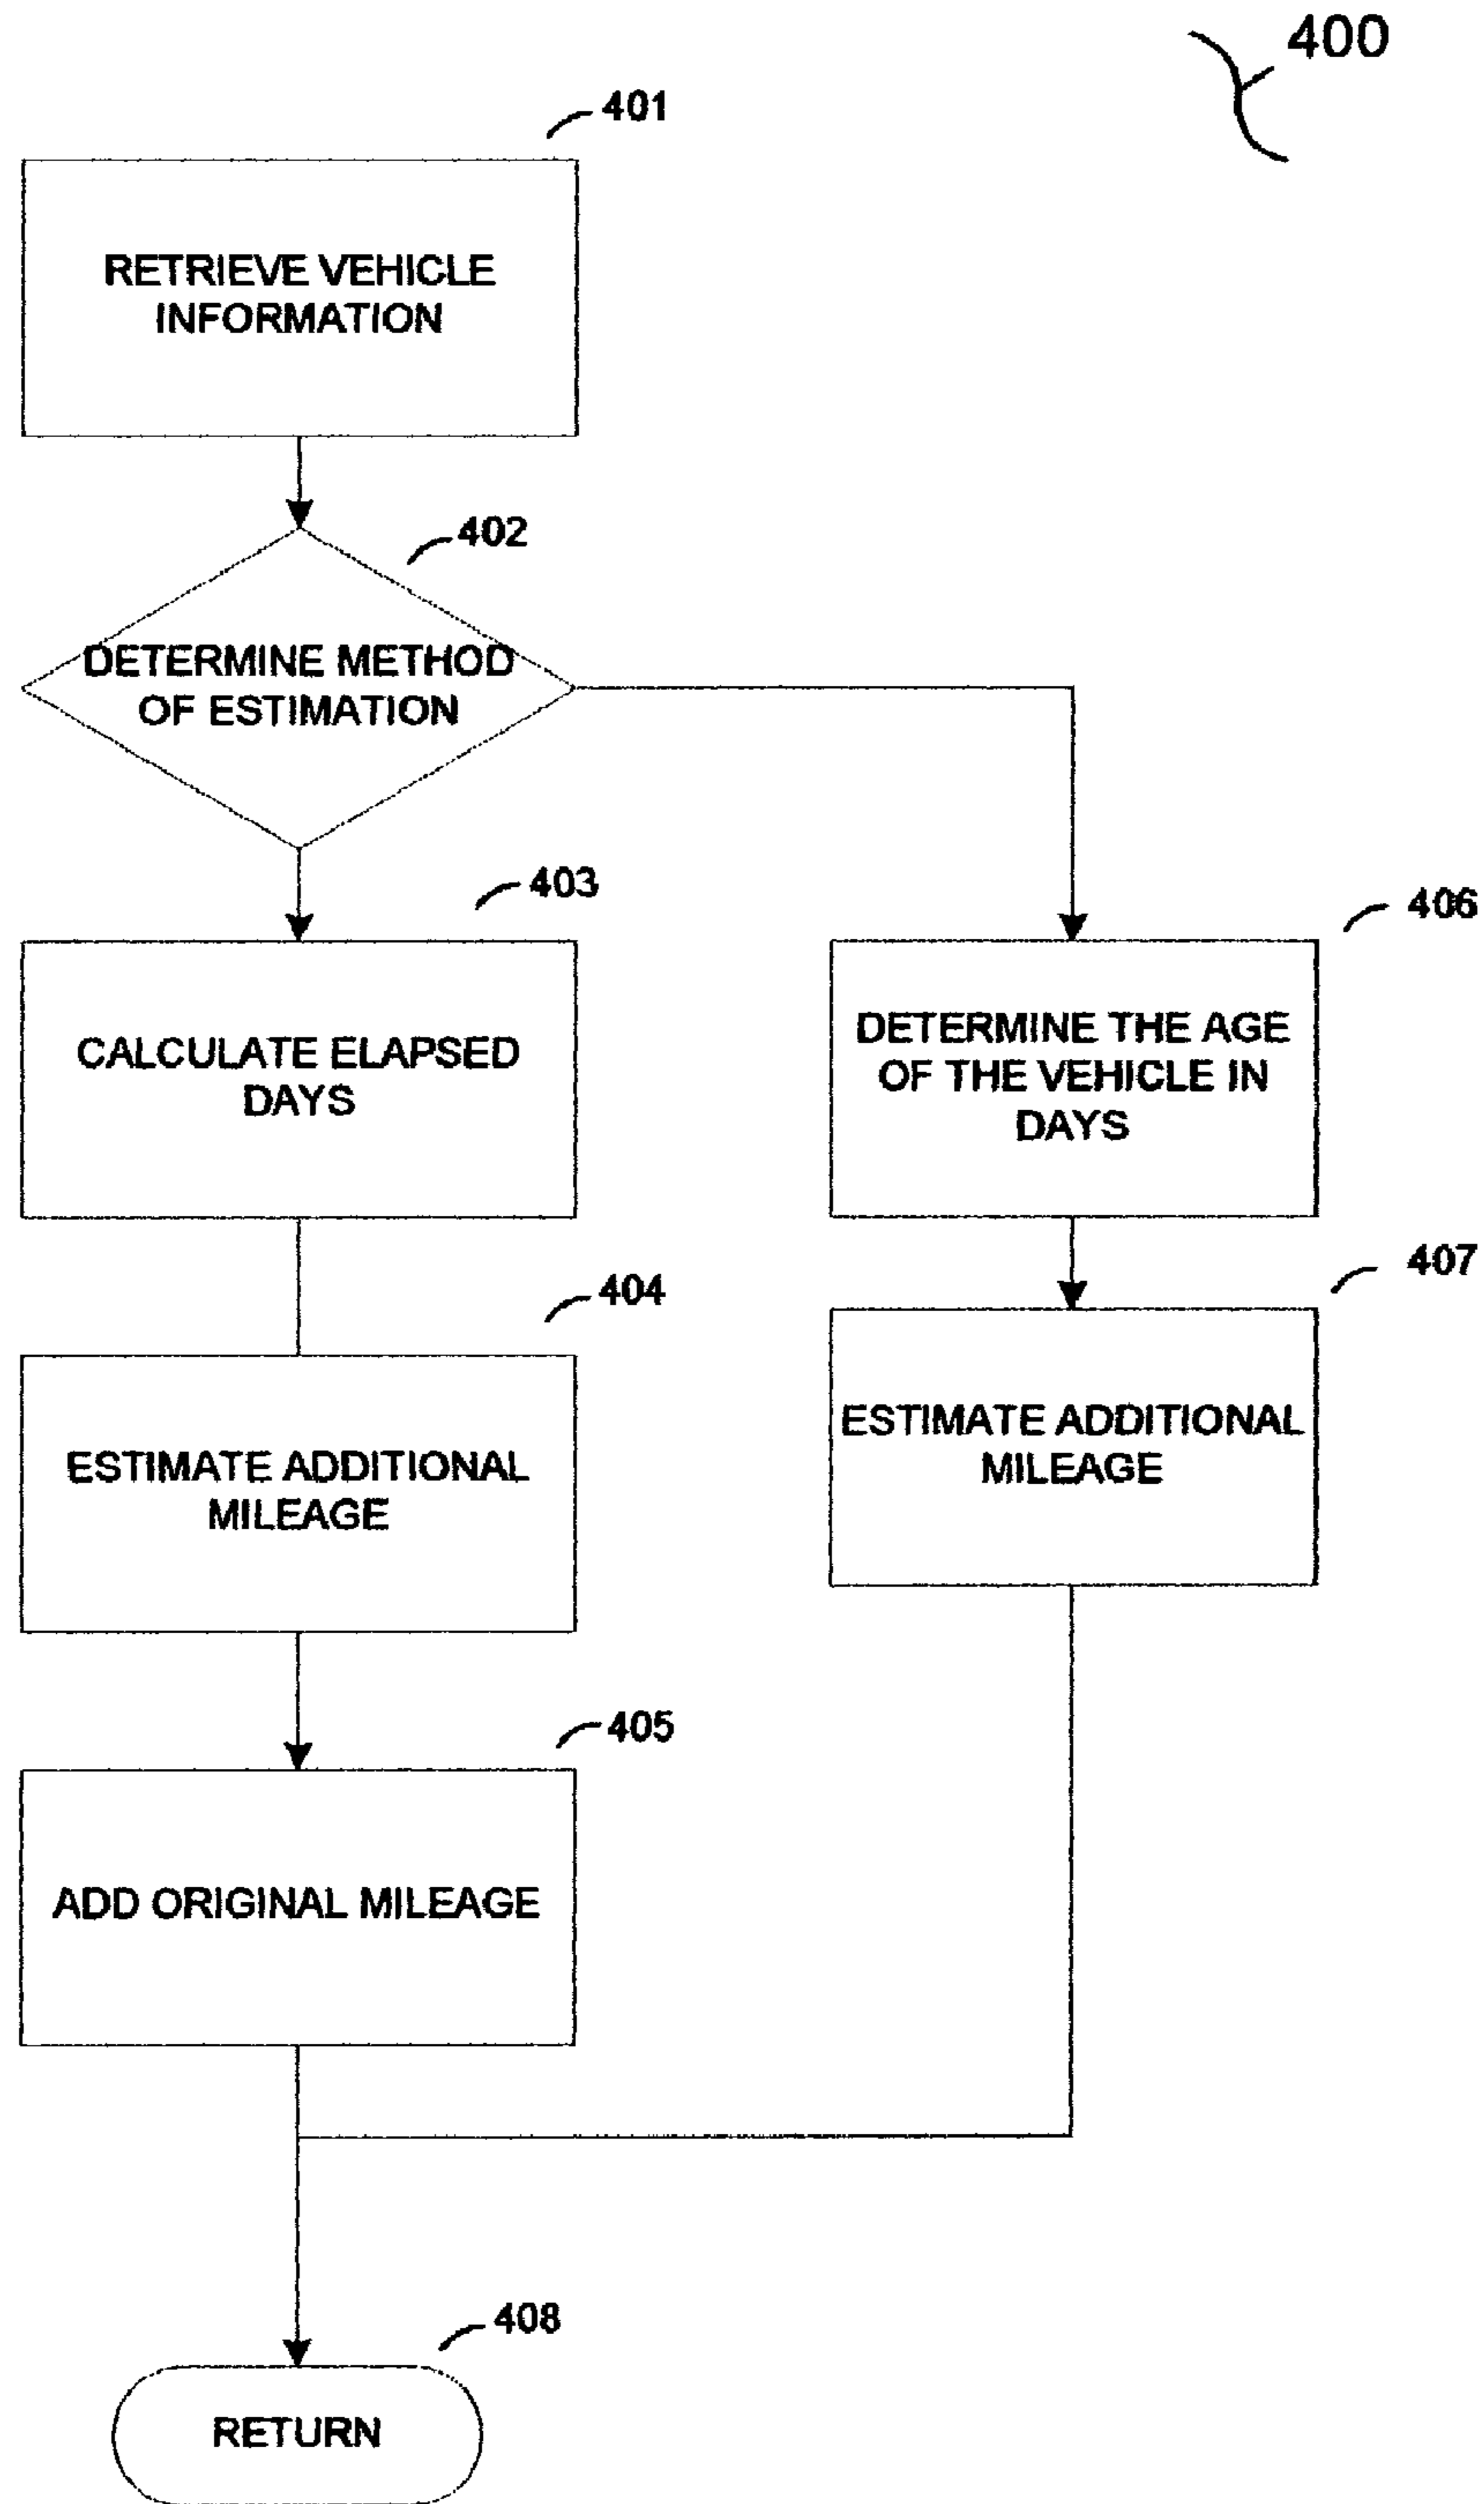 400
401
RETRIEVE VEHICLE
INFORMATION
402
DETERMINE METHOD
OF ESTIMATION
403
CALCULATE ELAPSED
DAYS
404
ESTIMATE ADDITIONAL
MILEAGE
405
ADD ORIGINAL MILEAGE
406
DETERMINE THE AGE
OF THE VEHICLE IN
DAYS
407
ESTIMATE ADDITIONAL
MILEAGE
408
RETURN